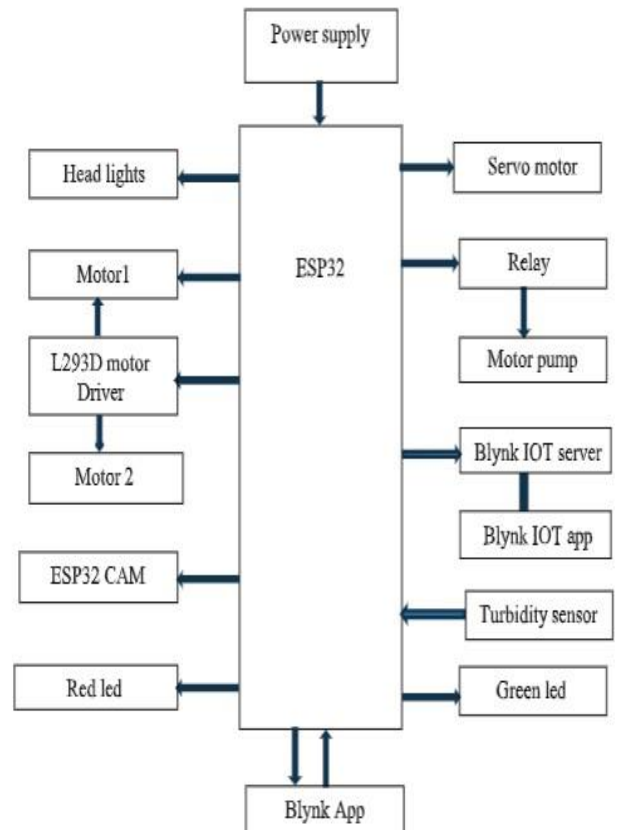 Power supply
Head lights
Servo motor
ESP32
Motor1
Relay
L293D motor
Driver
Motor pump
Motor 2
Blynk IOT server
Blynk IOT app
ESP32 CAM
Turbidity sensor
Red led
Green led
Blynk App